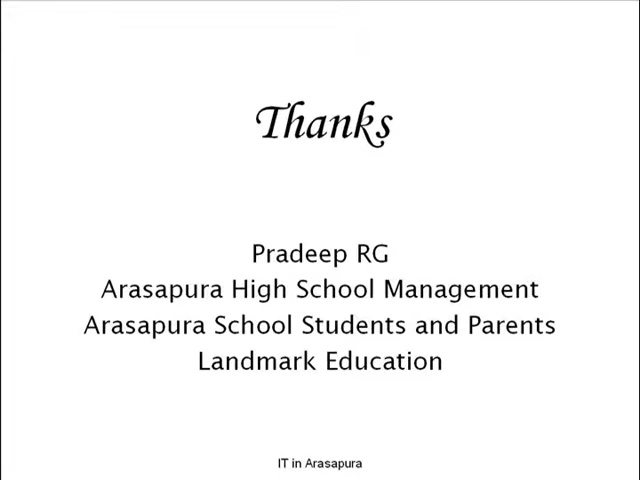 Thanks
Pradeep RG
Arasapura High School Management
Arasapura School Students and Parents
Landmark Education
IT in Arasapura